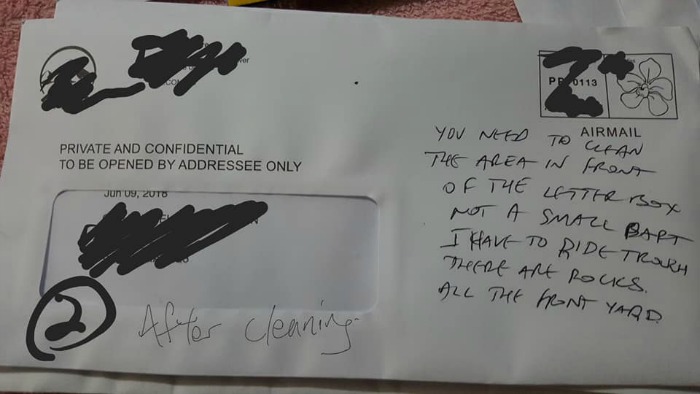 PP 0113
AIRMAIL
PRIVATE AND CONFIDENTIAL
TO BE OPENED BY ADDRESSEE ONLY
Jun 09, 2018
YOU NEED TO CLEAN
THE AREA IN FRONT
OF THE LETTER BOX
NOT A SMALL PART
I HAVE TO RIDE TROUGH
THERE ARE ROCKS.
ALL THE FRONT YARD
2
After cleaning